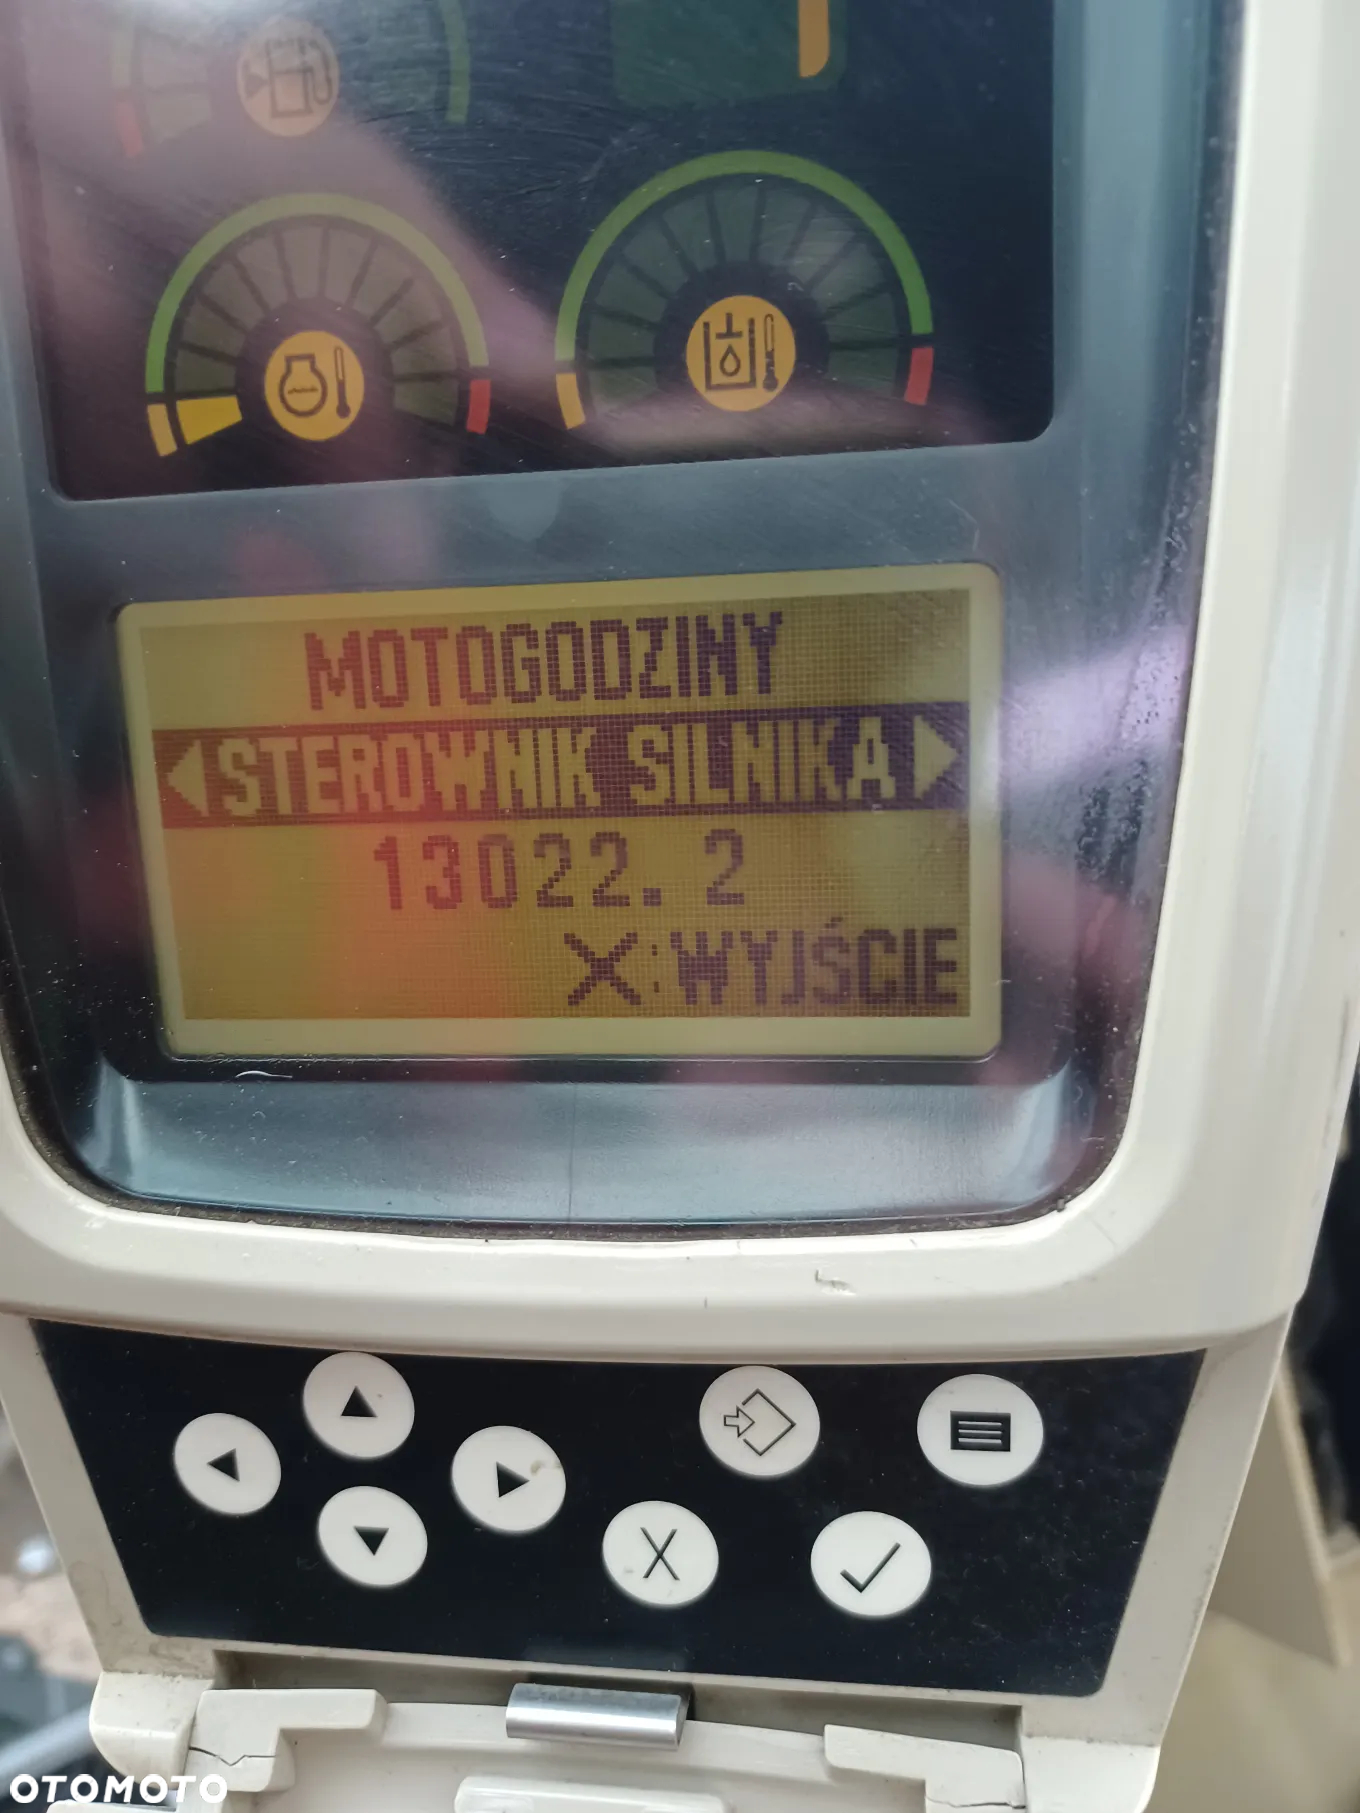 MOTOGODZINY
STEROWNIK SILNIKA
13022.2
X:WYJŚCIE
X
OTOMOTO